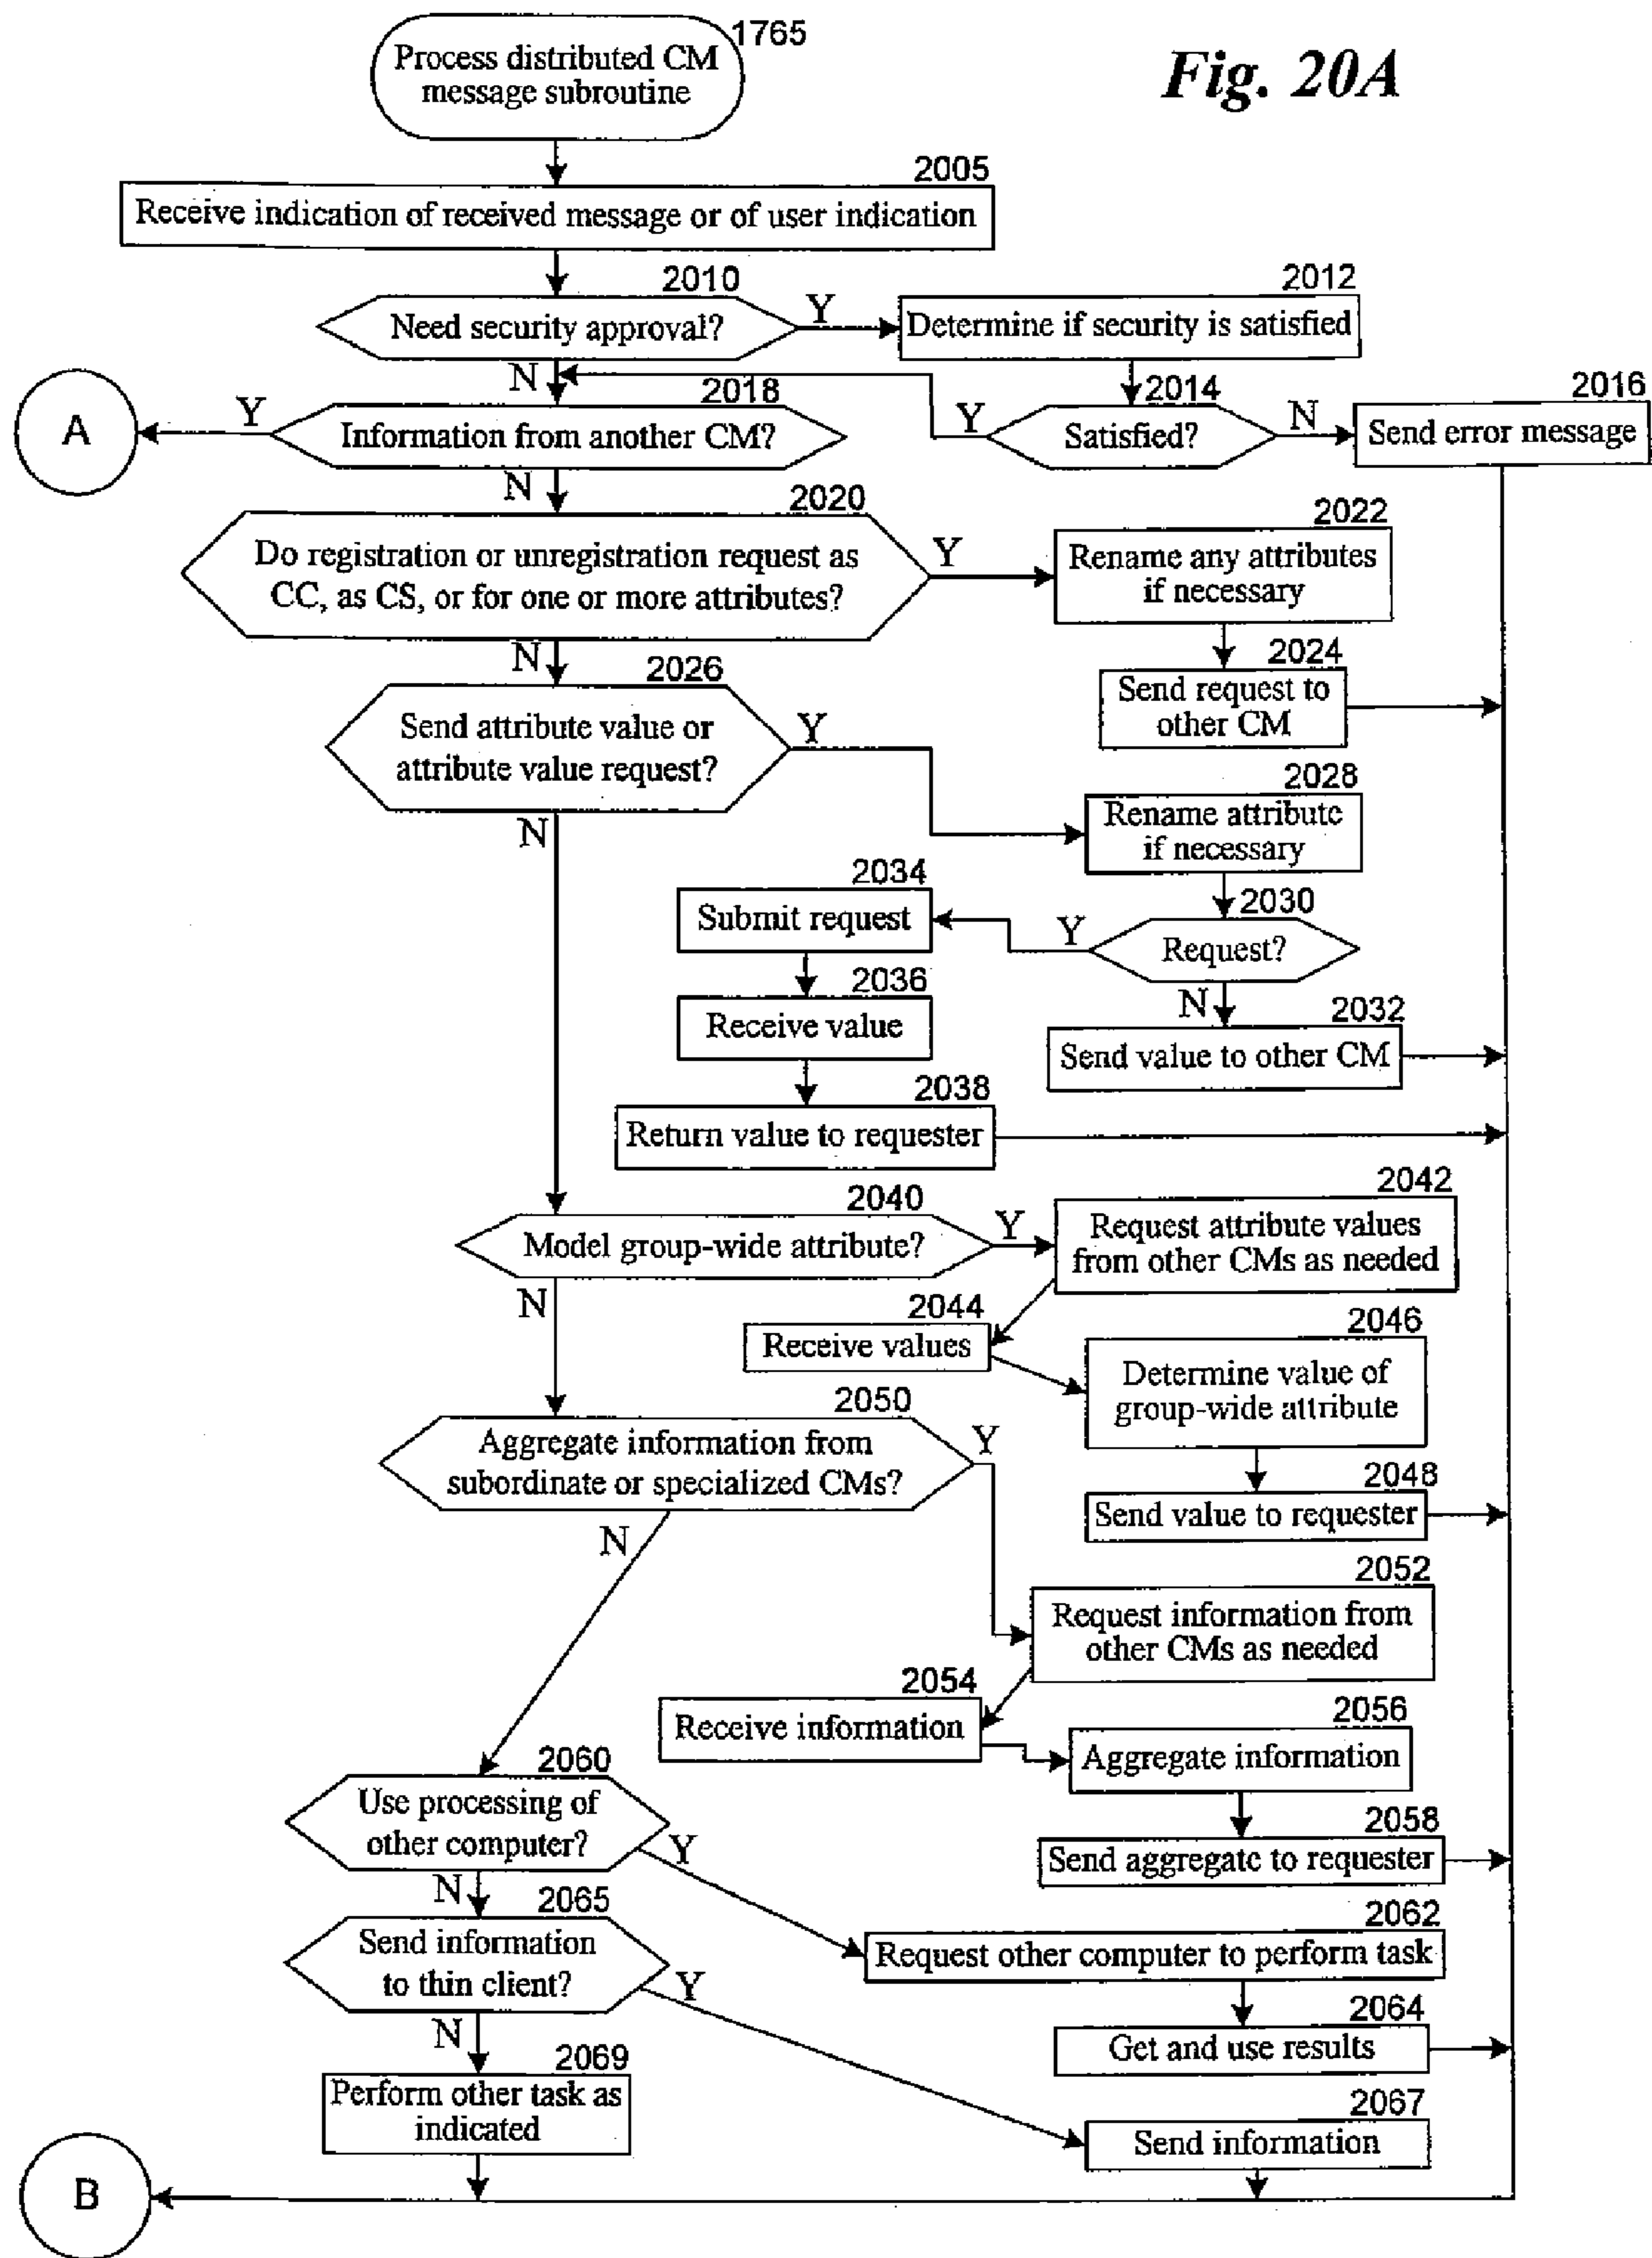 Fig. 20A
1765
Process distributed CM
message subroutine
2005
Receive indication of received message or of user indication
2010
Need security approval?
Y
N
2012
Determine if security is satisfied
2014
Satisfied?
Y
N
2016
Send error message
2018
Information from another CM?
Y
N
A
2020
Do registration or unregistration request as
CC, as CS, or for one or more attributes?
Y
N
2022
Rename any attributes
if necessary
2024
Send request to
other CM
2026
Send attribute value or
attribute value request?
Y
N
2028
Rename attribute
if necessary
2030
Request?
Y
N
2034
Submit request
2036
Receive value
2032
Send value to other CM
2038
Return value to requester
2040
Model group-wide attribute?
Y
N
2042
Request attribute values
from other CMs as needed
2044
Receive values
2046
Determine value of
group-wide attribute
2048
Send value to requester
2050
Aggregate information from
subordinate or specialized CMs?
Y
N
2052
Request information from
other CMs as needed
2054
Receive information
2056
Aggregate information
2058
Send aggregate to requester
2060
Use processing of
other computer?
Y
N
2062
Request other computer to perform task
2064
Get and use results
2065
Send information
to thin client?
Y
N
2067
Send information
2069
Perform other task as
indicated
B